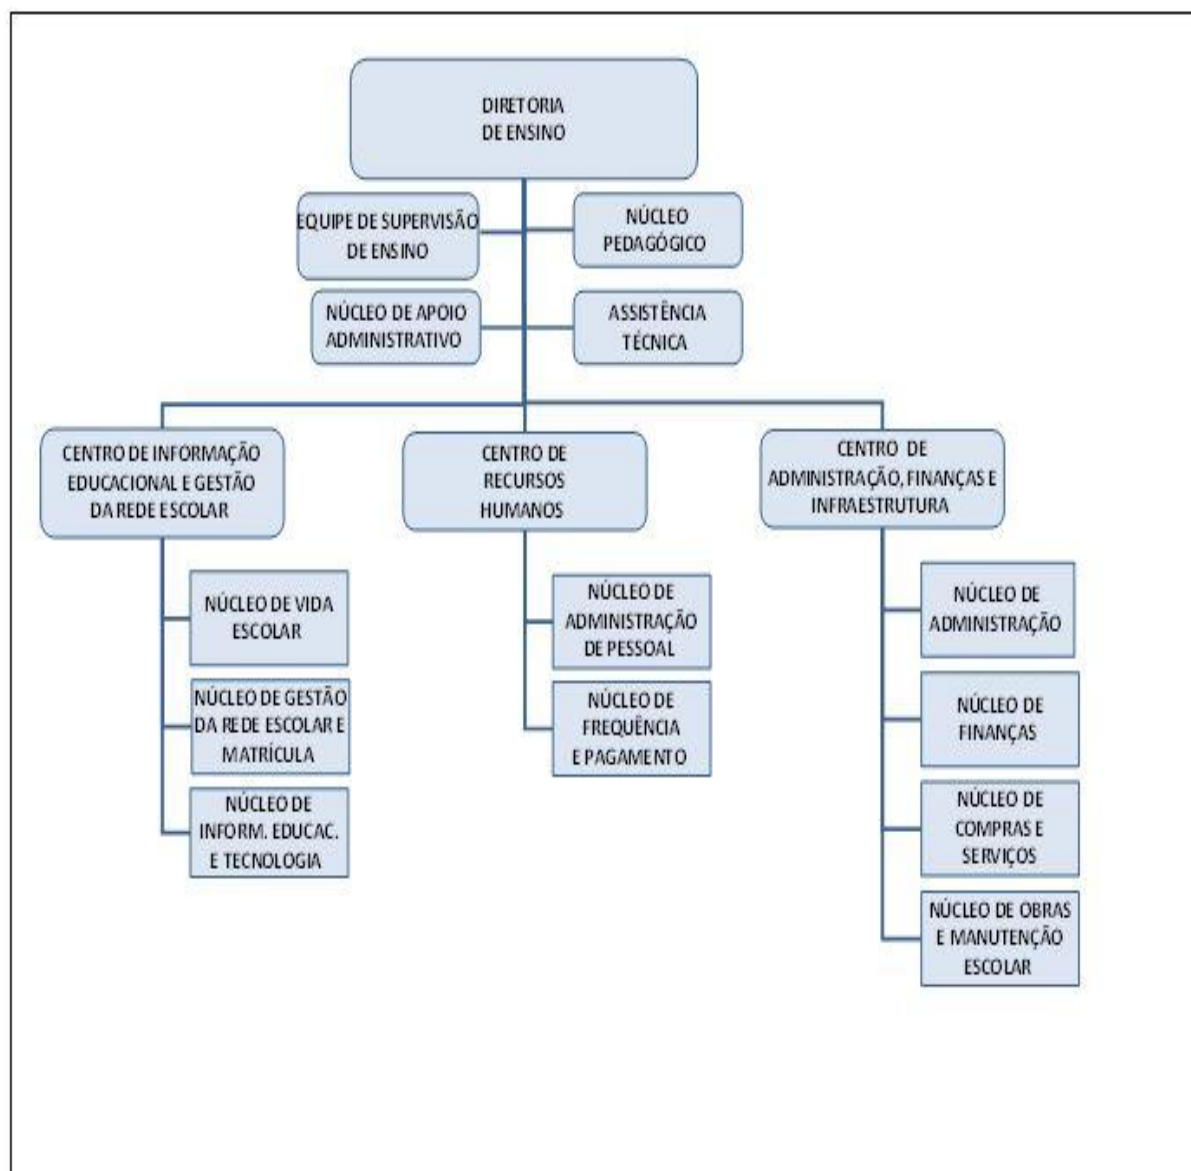 DIRETORIA
DE ENSINO
EQUIPE DE SUPERVISÃO
DE ENSINO
NÚCLEO
PEDAGÓGICO
NÚCLEO DE APOIO
ADMINISTRATIVO
ASSISTÊNCIA
TÉCNICA
CENTRO DE INFORMAÇÃO
EDUCACIONAL E GESTÃO
DA REDE ESCOLAR
CENTRO DE
RECURSOS
HUMANOS
CENTRO DE
ADMINISTRAÇÃO, FINANÇAS E
INFRAESTRUTURA
NÚCLEO DE VIDA
ESCOLAR
NÚCLEO DE GESTÃO
DA REDE ESCOLAR E
MATRÍCULA
NÚCLEO DE
INFORM. EDUCAC.
E TECNOLOGIA
NÚCLEO DE
ADMINISTRAÇÃO
DE PESSOAL
NÚCLEO DE
FREQUÊNCIA
E PAGAMENTO
NÚCLEO DE
ADMINISTRAÇÃO
NÚCLEO DE
FINANÇAS
NÚCLEO DE
COMPRAS E
SERVIÇOS
NÚCLEO DE OBRAS
E MANUTENÇÃO
ESCOLAR